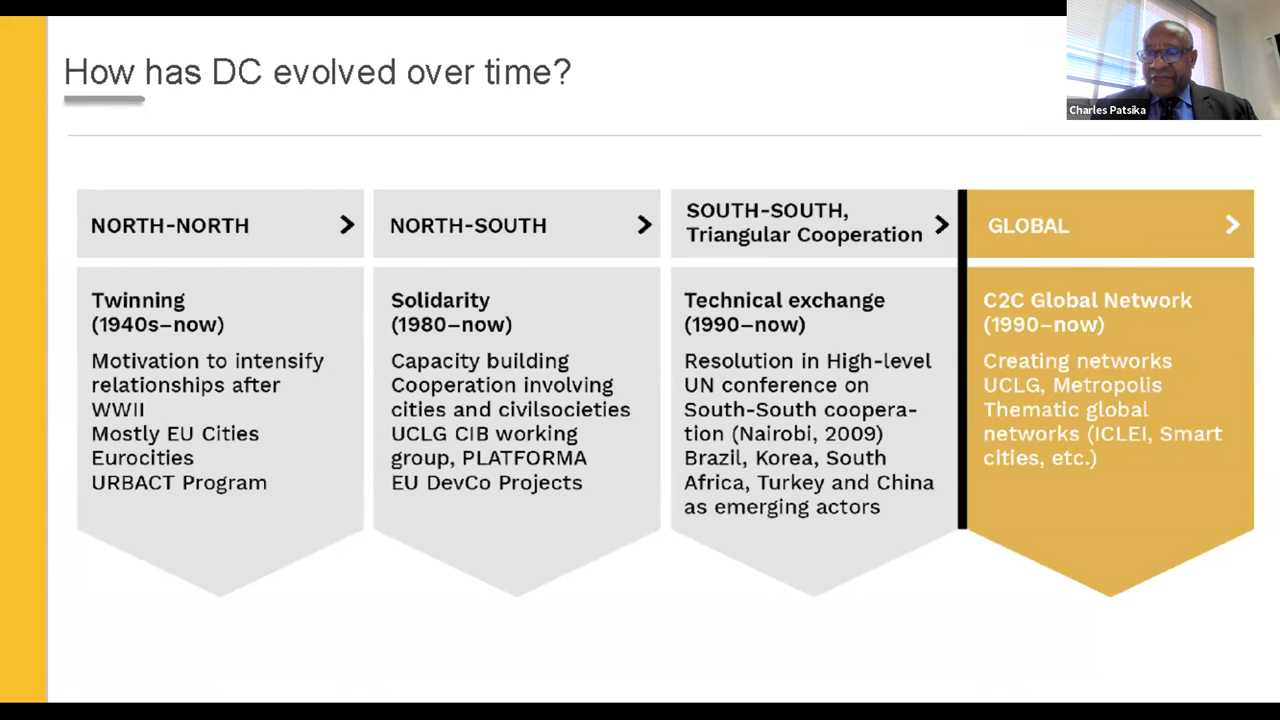 How has DC evolved over time?
Charles Patsika
NORTH-NORTH
Twinning
(1940s–now)
Motivation to intensify
relationships after
WWII
Mostly EU Cities
Eurocities
URBACT Program
NORTH-SOUTH
Solidarity
(1980–now)
Capacity building
Cooperation involving
cities and civilsocieties
UCLG CIB working
group, PLATFORMA
EU DevCo Projects
SOUTH-SOUTH,
Triangular Cooperation
Technical exchange
(1990–now)
Resolution in High-level
UN conference on
South-South coopera-
tion (Nairobi, 2009)
Brazil, Korea, South
Africa, Turkey and China
as emerging actors
GLOBAL
C2C Global Network
(1990–now)
Creating networks
UCLG, Metropolis
Thematic global
networks (ICLEI, Smart
cities, etc.)